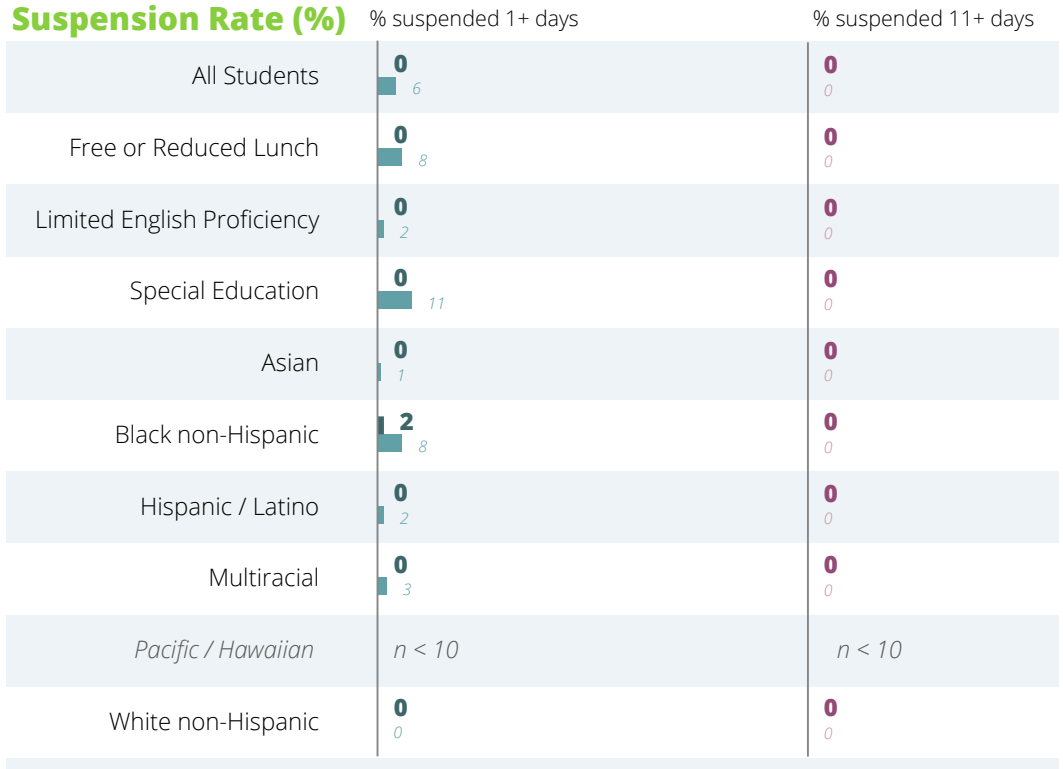 Suspension Rate (%) % suspended 1+ days % suspended 11+ days
All Students 0 0
6 0
Free or Reduced Lunch 0 0
8 0
Limited English Proficiency 0 0
2 0
Special Education 0 0
11 0
Asian 0 0
1 0
Black non-Hispanic 2 0
8 0
Hispanic / Latino 0 0
2 0
Multiracial 0 0
3 0
Pacific / Hawaiian n < 10 n < 10
White non-Hispanic 0 0
0 0